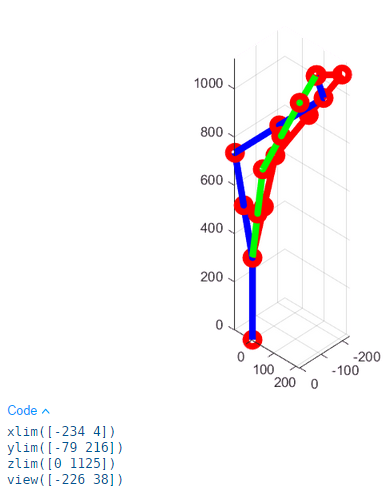 1000
800
600
400
200
0
0
100
200
0
-100
-200
Code
xlim([-234 4])
ylim([-79 216])
zlim([0 1125])
view([-226 38])